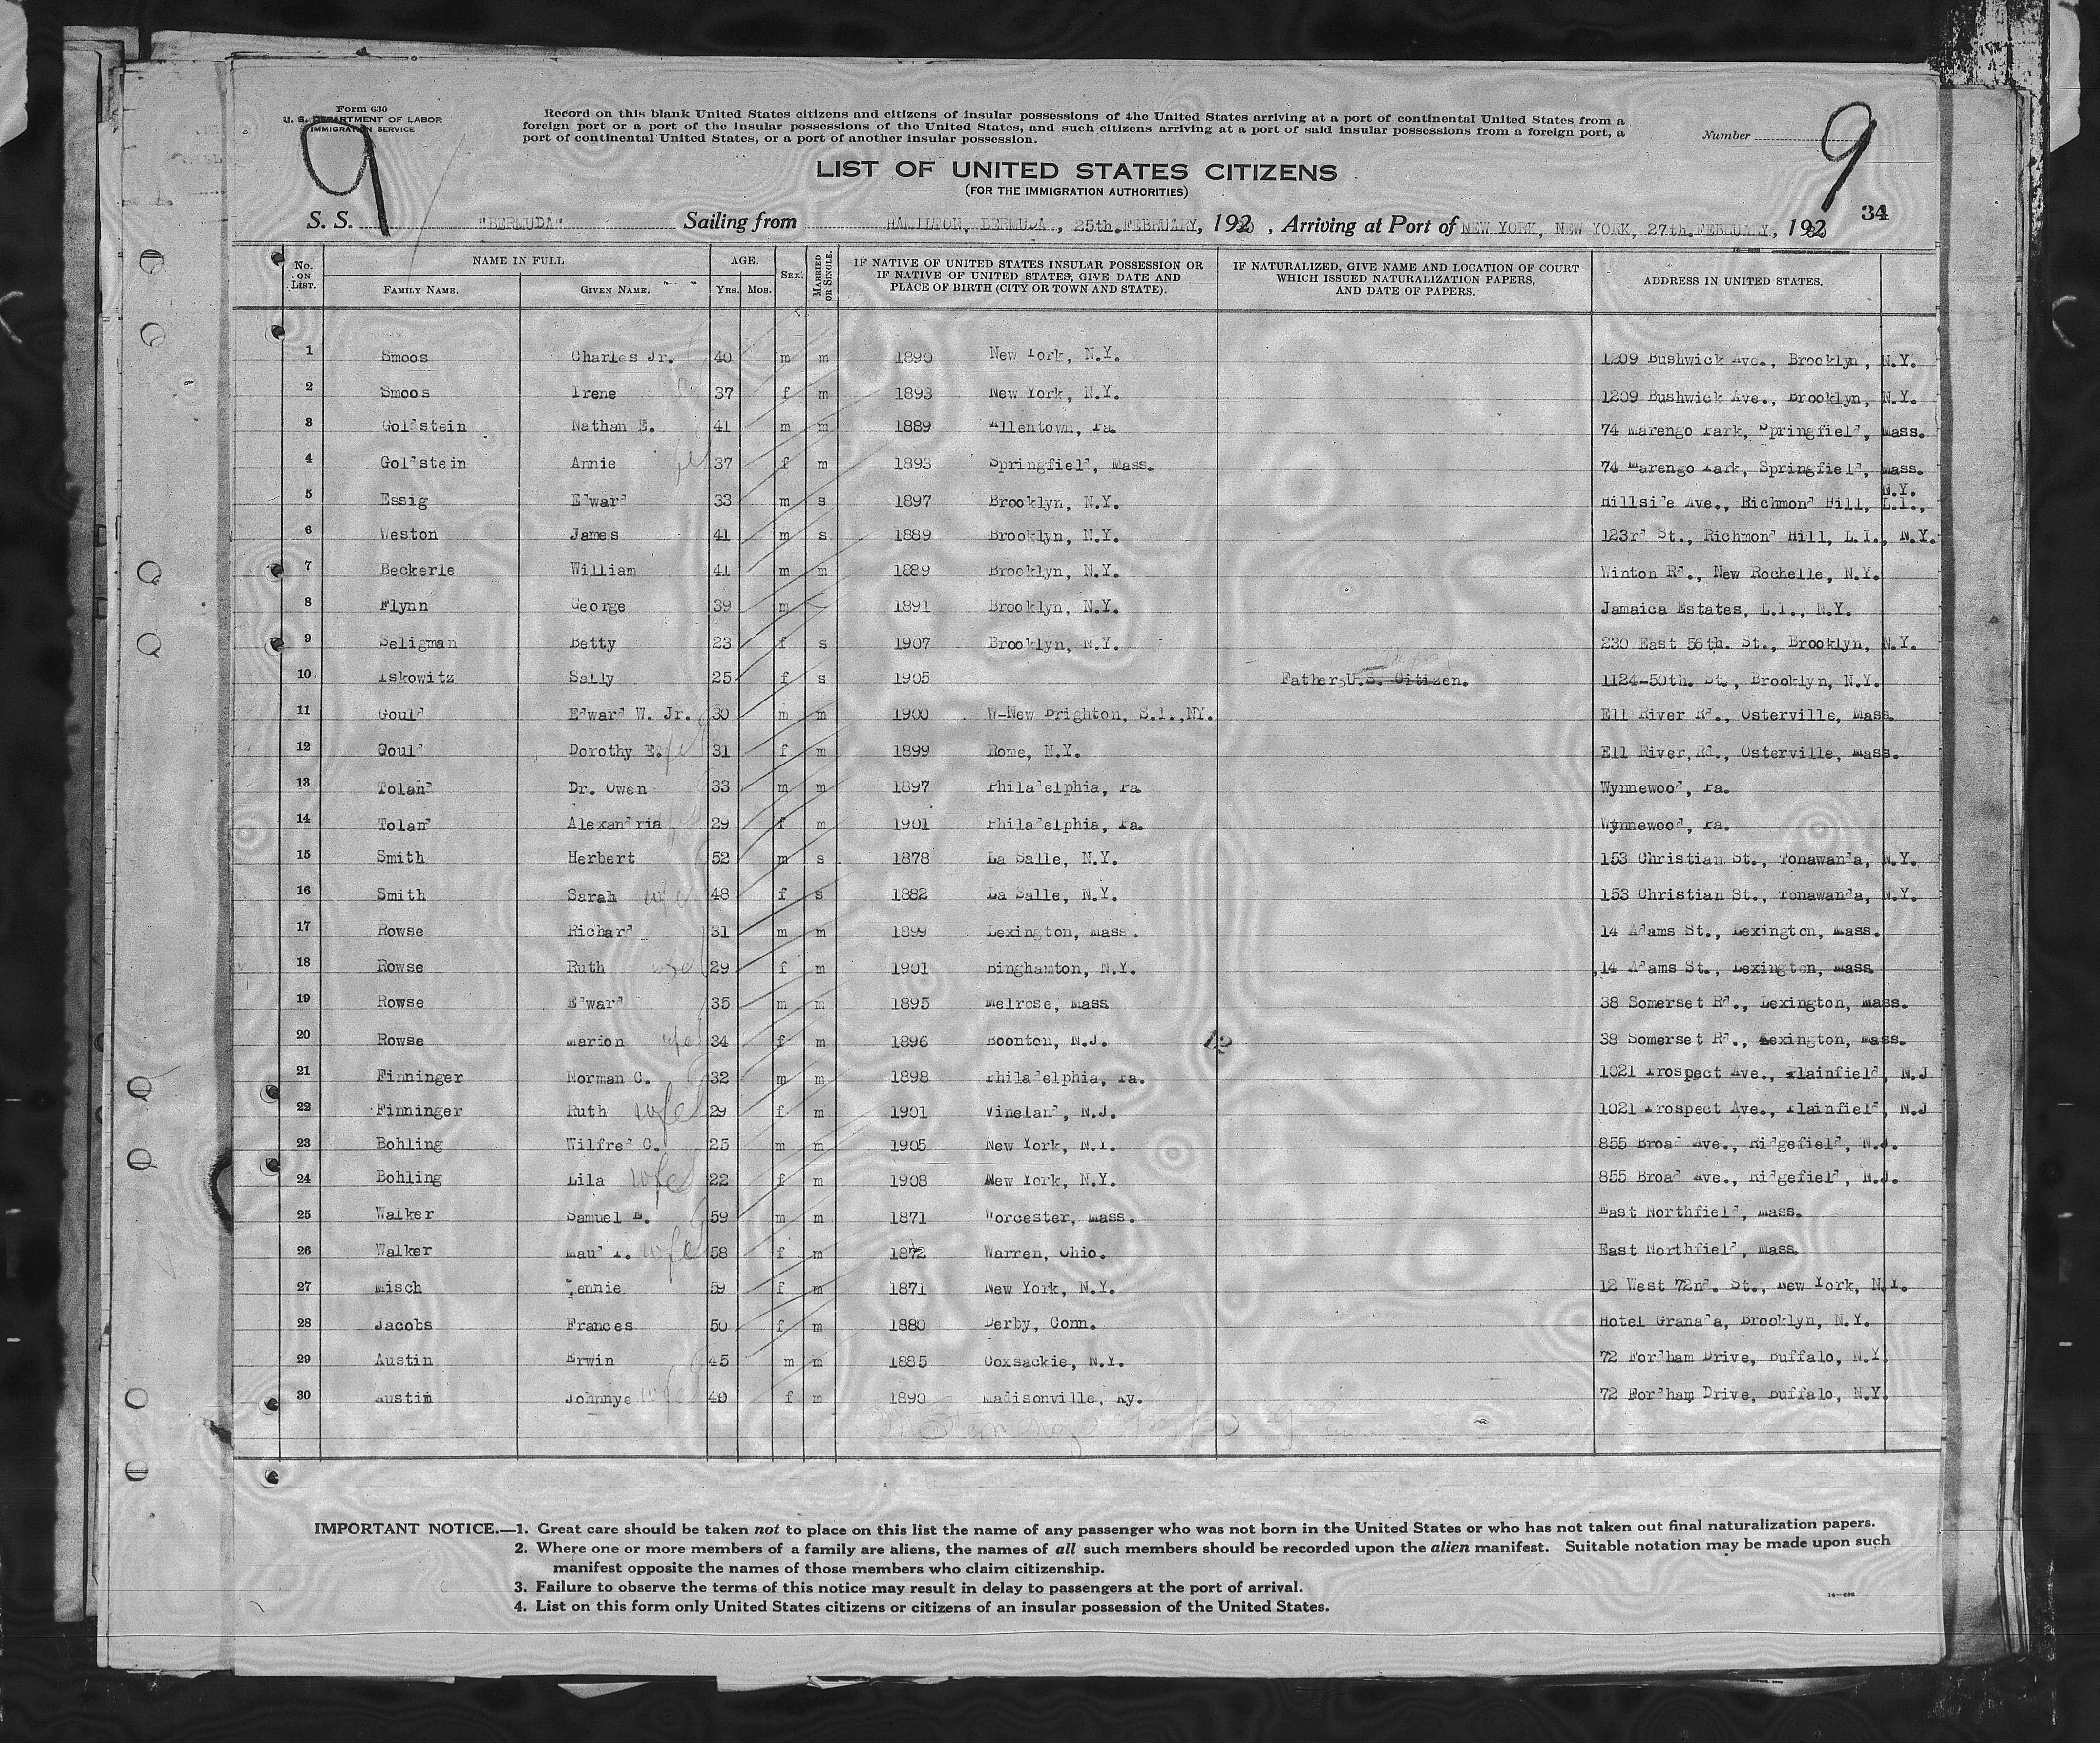 Form 630
U. S. DEPARTMENT OF LABOR
IMMIGRATION SERVICE
Record on this blank United States citizens and citizens of insular possessions of the United States arriving at a port of continental United States from a
foreign port or a port of the insular possessions of the United States, and such citizens arriving at a port of said insular possessions from a foreign port, a
port of continental United States, or a port of another insular possession.
Number
9
9
LIST OF UNITED STATES CITIZENS
(FOR THE IMMIGRATION AUTHORITIES)
34
S. S. "BERMUDA" Sailing from HAMILTON, BERMUDA, 25th.FEBRUARY, 1930, Arriving at Port of NEW YORK, NEW YORK, 27th.FEBRUARY, 1930
No. ON LIST. NAME IN FULL FAMILY NAME. GIVEN NAME. AGE. YRS. MOS. SEX. MARRIED OR SINGLE. IF NATIVE OF UNITED STATES INSULAR POSSESSION OR IF NATIVE OF UNITED STATES, GIVE DATE AND PLACE OF BIRTH (CITY OR TOWN AND STATE). IF NATURALIZED, GIVE NAME AND LOCATION OF COURT WHICH ISSUED NATURALIZATION PAPERS, AND DATE OF PAPERS. ADDRESS IN UNITED STATES.
1 Smoos Charles Jr. 40 m m 1890 New York, N.Y. 1209 Bushwick Ave., Brooklyn, N.Y.
2 Smoos Irene 37 f m 1893 New York, N.Y. 1209 Bushwick Ave., Brooklyn, N.Y.
3 Goldstein Nathan E. 41 m m 1889 Allentown, Pa. 74 Marengo Park, Springfield, Mass.
4 Goldstein Annie wife 37 f m 1893 Springfield, Mass. 74 Marengo Park, Springfield, Mass.
5 Essig Edward 33 m s 1897 Brooklyn, N.Y. Hillside Ave., Richmond Hill, L.I., N.Y.
6 Weston James 41 m s 1889 Brooklyn, N.Y. 123rd St., Richmond Hill, L.I., N.Y.
7 Beckerle William 41 m m 1889 Brooklyn, N.Y. Winton Rd., New Rochelle, N.Y.
8 Flynn George 39 m 1891 Brooklyn, N.Y. Jamaica Estates, L.I., N.Y.
9 Seligman Betty 23 f s 1907 Brooklyn, N.Y. 230 East 56th. St., Brooklyn, N.Y.
10 Iskowitz Sally 25 f s 1905 Fathers U.S. Citizen. 1124-50th. St., Brooklyn, N.Y.
11 Gould Edward W. Jr. 30 m m 1900 W-New Brighton, S.I.,NY. Ell River Rd., Osterville, Mass.
12 Gould Dorothy E. wife 31 f m 1899 Rome, N.Y. Ell River,Rd., Osterville, Mass.
13 Toland Dr. Owen 33 m m 1897 Philadelphia, Pa Wynnewood, Pa.
14 Toland Alexandria 29 f m 1901 Philadelphia, Pa. Wynnewood, Pa.
15 Smith Herbert 52 m s 1878 La Salle, N.Y. 153 Christian St., Tonawanda, N.Y.
16 Smith Sarah wife 48 f s 1882 La Salle, N.Y. 153 Christian St., Tonawanda, N.Y.
17 Rowse Richard 31 m m 1899 Lexington, Mass. 14 Adams St., Lexington, Mass.
18 Rowse Ruth wife 29 f m 1901 Binghamton, N.Y. 14 Adams St., Lexington, Mass
19 Rowse Edward 35 m m 1895 Melrose, Mass 38 Somerset Rd., Lexington, Mass.
20 Rowse Marion wife 34 f m 1896 Boonton, N.J. 12 38 Somerset Rd., Lexington, Mass.
21 Finninger Norman C. 32 m m 1898 Philadelphia, Pa. 1021 Prospect Ave., Plainfield, N.J
22 Finninger Ruth wife 29 f m 1901 Vineland, N.J. 1021 Prospect Ave., Plainfield, N.J
23 Bohling Wilfred C. 25 m m 1905 New York, N.Y. 855 Broad Ave., Ridgefield, N.J.
24 Bohling Lila wife 22 f m 1908 New York, N.Y. 855 Broad Ave., Ridgefield, N.J.
25 Walker Samuel E. 59 m m 1871 Worcester, Mass. East Northfield, Mass.
26 Walker Maud wife 58 f m 1872 Warren, Ohio. East Northfield, Mass.
27 Misch Jennie 59 f m 1871 New York, N.Y. 12 West 72nd. St., New York, N.Y.
28 Jacobs Frances 50 f m 1880 Derby, Conn. Hotel Granada, Brooklyn, N.Y.
29 Austin Erwin 45 m m 1885 Coxsackie, N.Y. 72 Fordham Drive, Buffalo, N.Y.
30 Austin Johnnye wife 40 f m 1890 Madisonville, Ky. 72 Fordham Drive, Buffalo, N.Y.
IMPORTANT NOTICE.—1. Great care should be taken not to place on this list the name of any passenger who was not born in the United States or who has not taken out final naturalization papers.
2. Where one or more members of a family are aliens, the names of all such members should be recorded upon the alien manifest. Suitable notation may be made upon such
manifest opposite the names of those members who claim citizenship.
3. Failure to observe the terms of this notice may result in delay to passengers at the port of arrival.
4. List on this form only United States citizens or citizens of an insular possession of the United States.